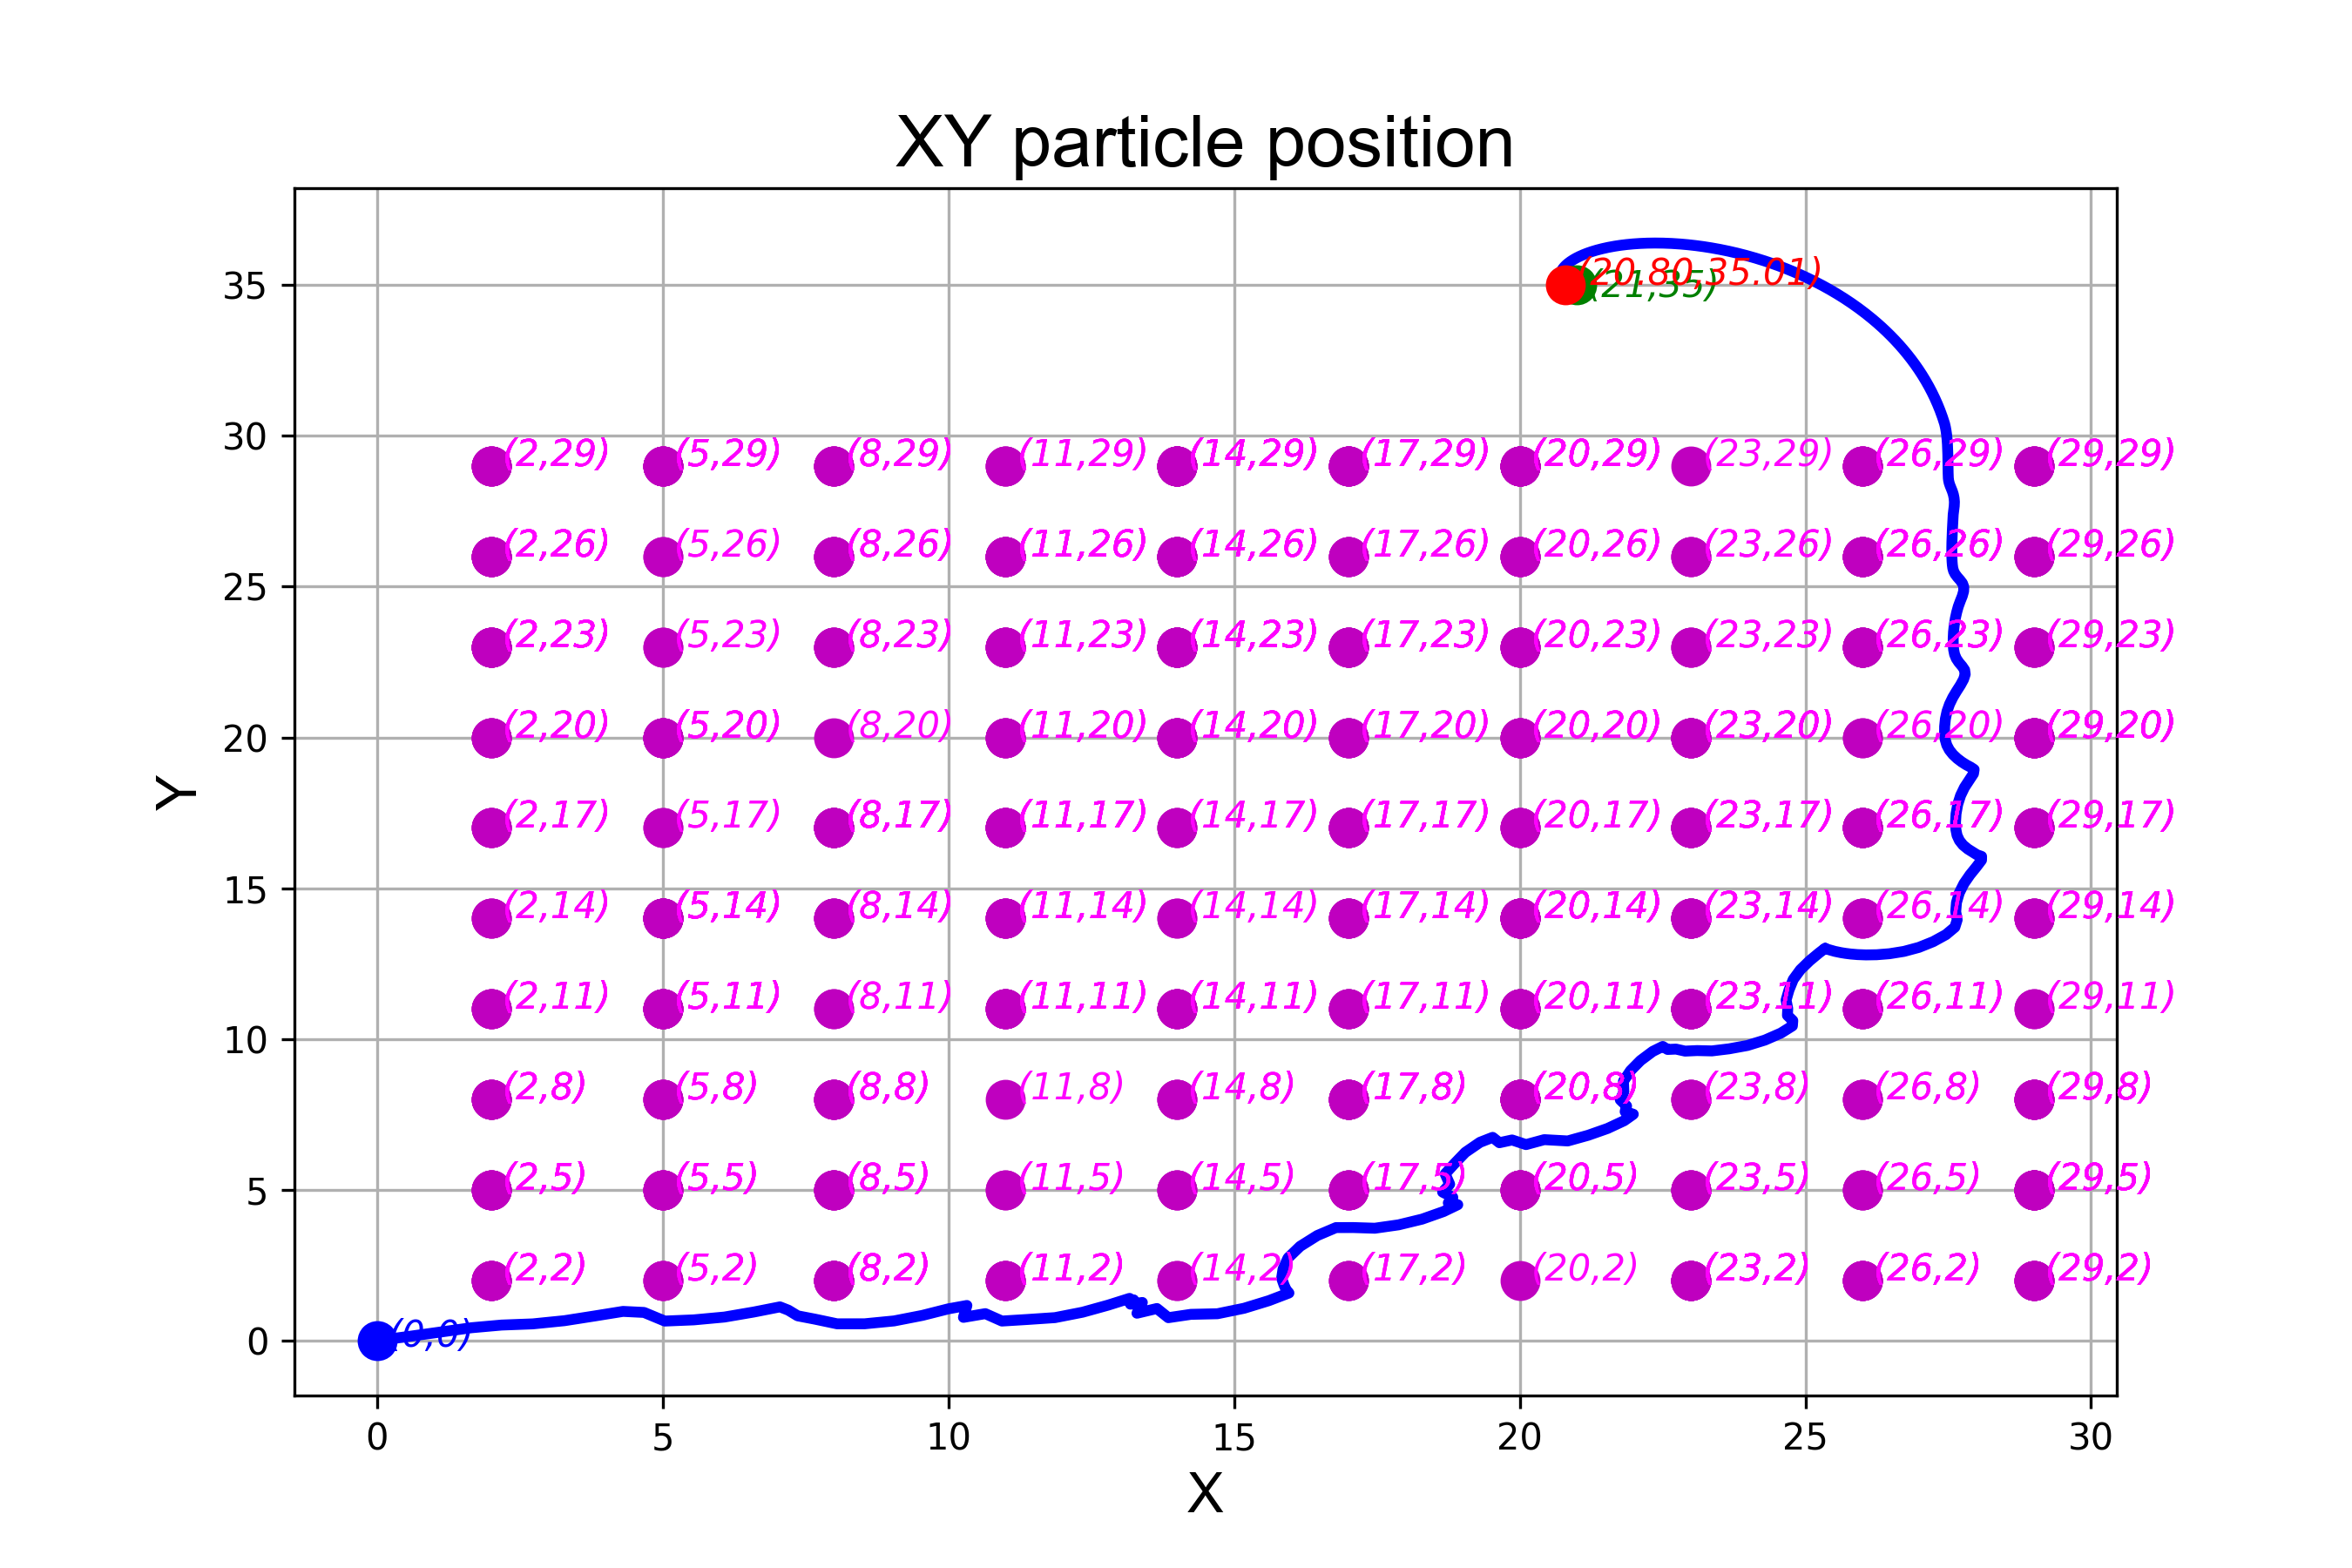 XY particle position
35
(20.80,35.01)
(21,35)
30
(2,29) (5,29) (8,29) (11,29) (14,29) (17,29) (20,29) (23,29) (26,29) (29,29)
(2,26) (5,26) (8,26) (11,26) (14,26) (17,26) (20,26) (23,26) (26,26) (29,26)
25
(2,23) (5,23) (8,23) (11,23) (14,23) (17,23) (20,23) (23,23) (26,23) (29,23)
20
(2,20) (5,20) (8,20) (11,20) (14,20) (17,20) (20,20) (23,20) (26,20) (29,20)
Y
(2,17) (5,17) (8,17) (11,17) (14,17) (17,17) (20,17) (23,17) (26,17) (29,17)
15
(2,14) (5,14) (8,14) (11,14) (14,14) (17,14) (20,14) (23,14) (26,14) (29,14)
(2,11) (5,11) (8,11) (11,11) (14,11) (17,11) (20,11) (23,11) (26,11) (29,11)
10
(2,8) (5,8) (8,8) (11,8) (14,8) (17,8) (20,8) (23,8) (26,8) (29,8)
5
(2,5) (5,5) (8,5) (11,5) (14,5) (17,5) (20,5) (23,5) (26,5) (29,5)
(2,2) (5,2) (8,2) (11,2) (14,2) (17,2) (20,2) (23,2) (26,2) (29,2)
0
(0,0)
0 5 10 15 20 25 30
X